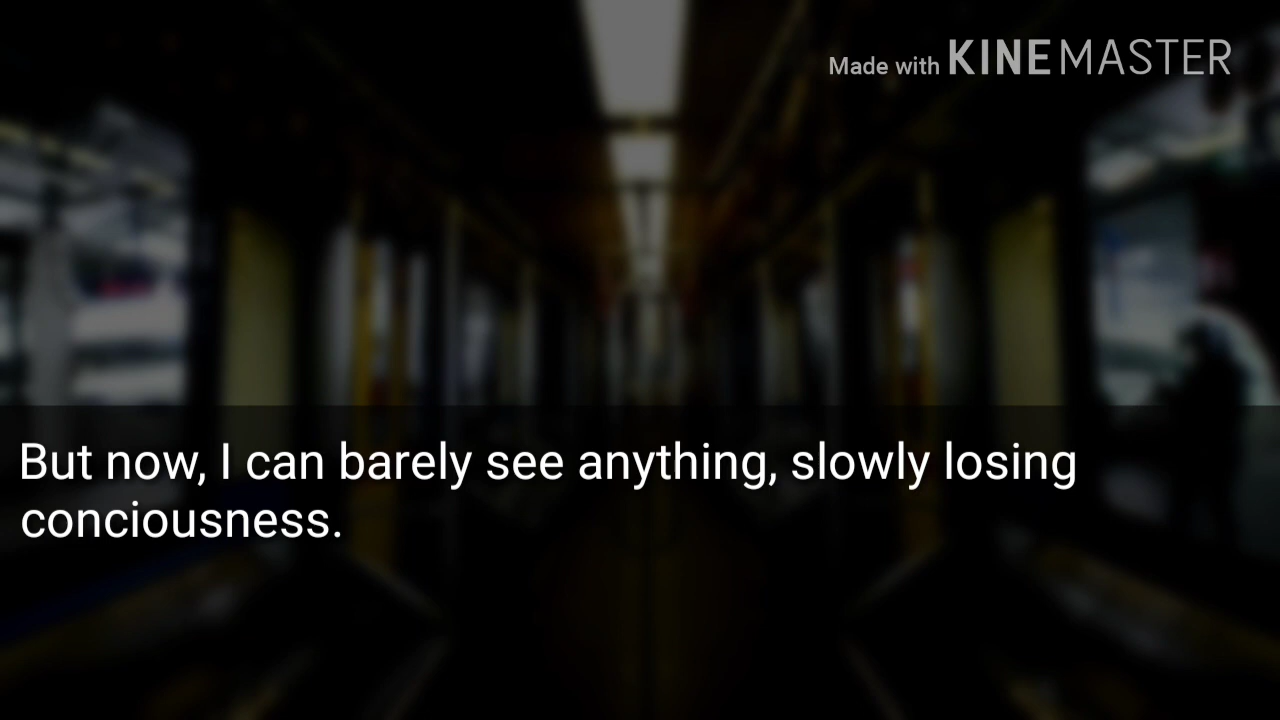 Made with KINEMASTER
But now, I can barely see anything, slowly losing
conciousness.